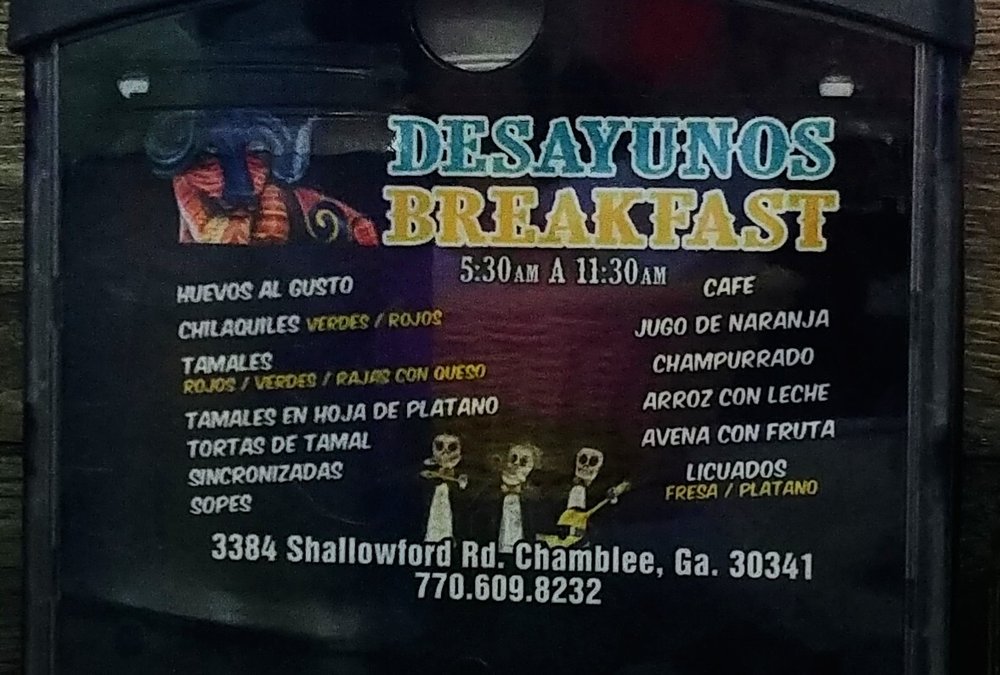 DESAYUNOS
BREAKFAST
5:30AM A 11:30AM
HUEVOS AL GUSTO
CHILAQUILES VERDES / ROJOS
TAMALES
ROJOS / VERDES / RAJAS CON QUESO
TAMALES EN HOJA DE PLATANO
TORTAS DE TAMAL
SINCRONIZADAS
SOPES
CAFE
JUGO DE NARANJA
CHAMPURRADO
ARROZ CON LECHE
AVENA CON FRUTA
LICUADOS
FRESA / PLATANO
3384 Shallowford Rd. Chamblee, Ga. 30341
770.609.8232